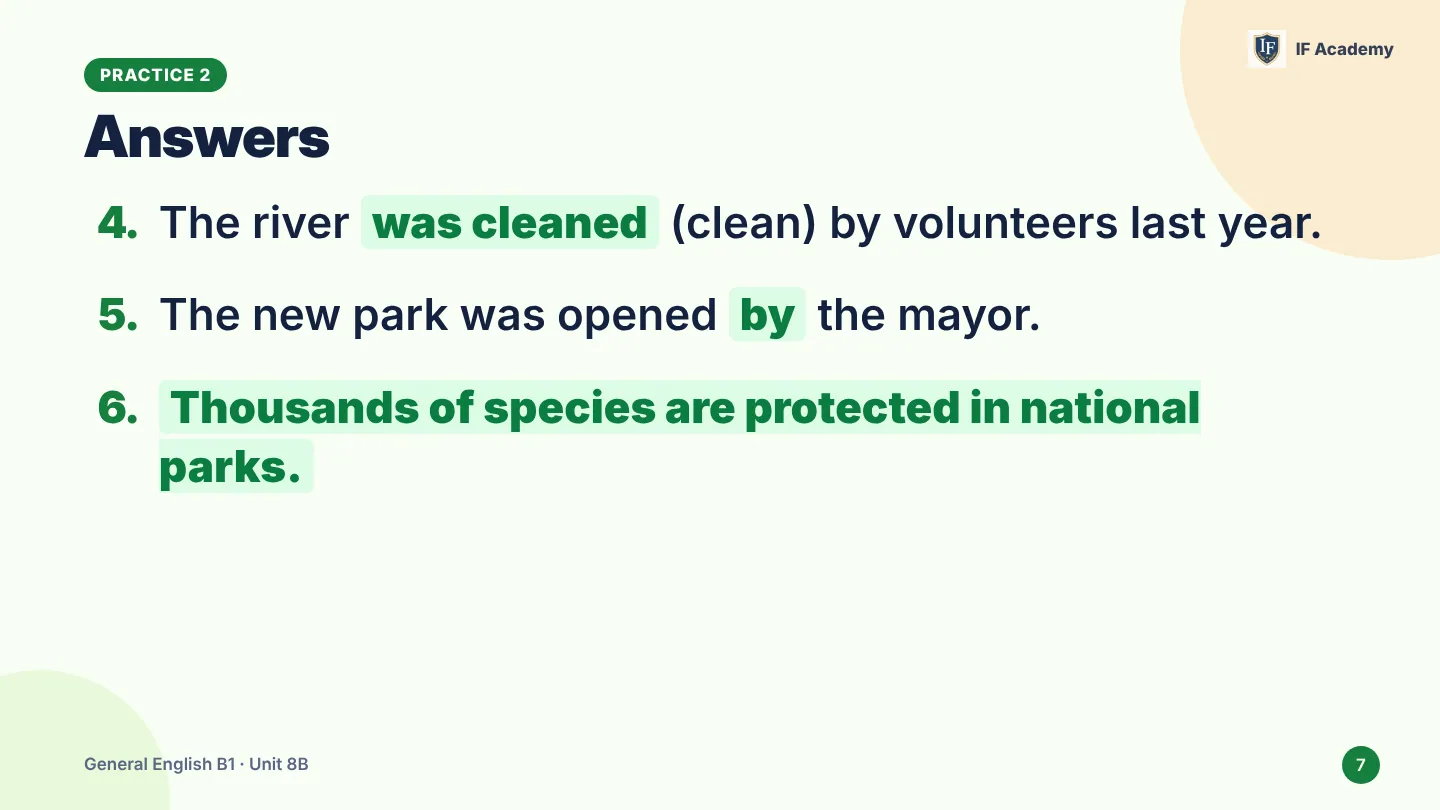 IF
IF Academy
PRACTICE 2
Answers
4. The river was cleaned (clean) by volunteers last year.
5. The new park was opened by the mayor.
6. Thousands of species are protected in national
parks.
General English B1 · Unit 8B
7